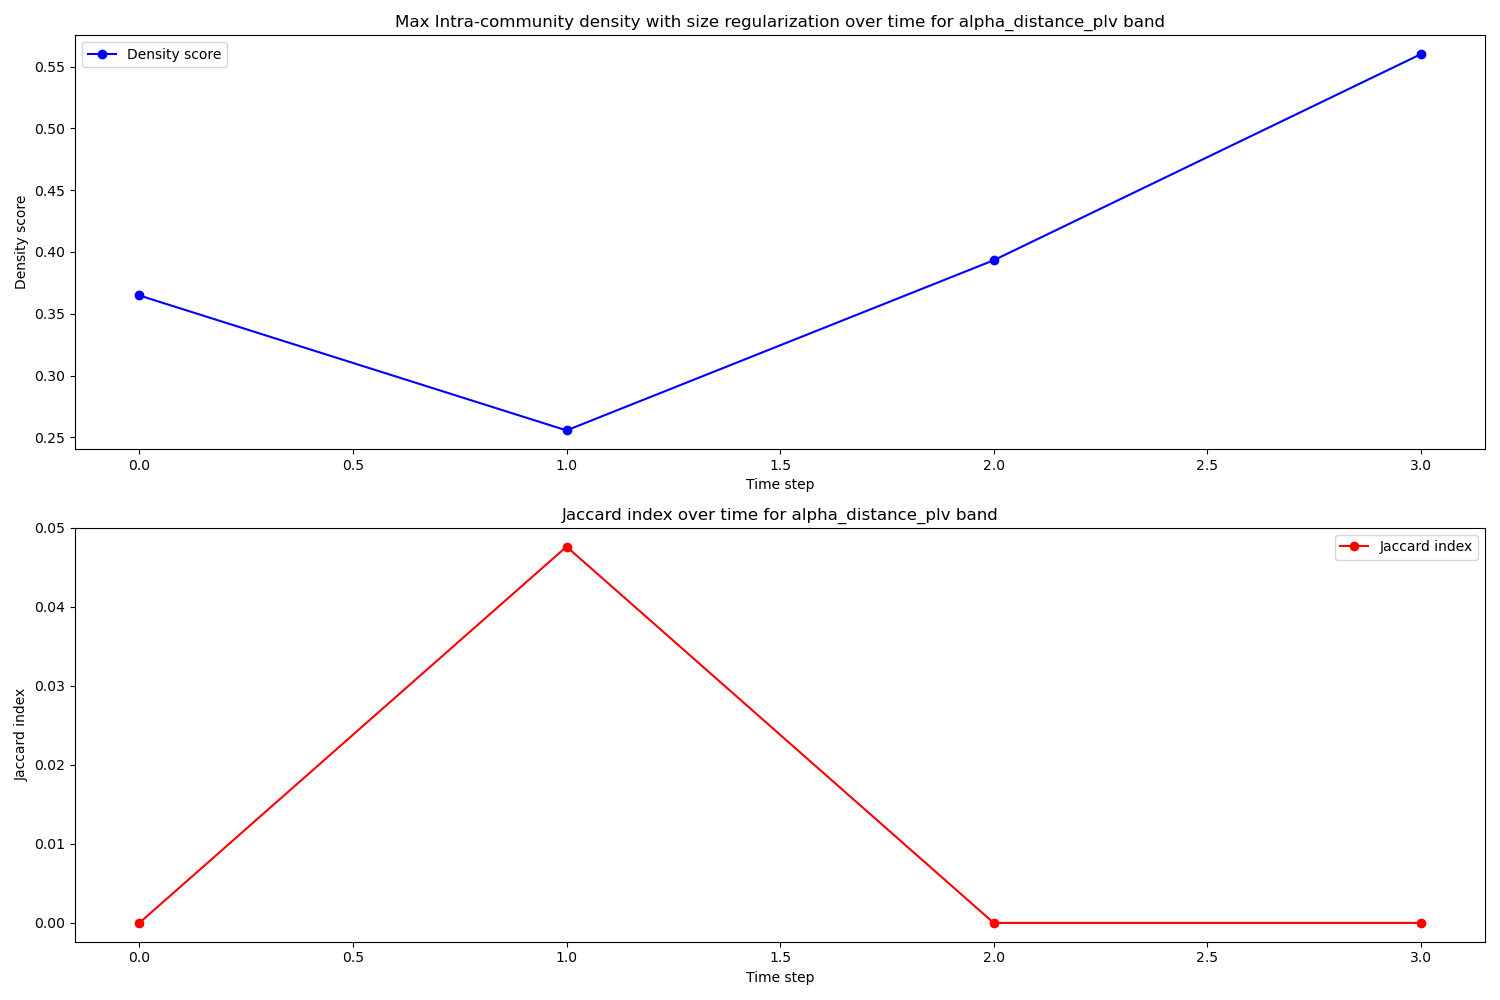 Max Intra-community density with size regularization over time for alpha_distance_plv band
Density score
0.55
0.50
0.45
0.40
0.35
0.30
0.25
Density score
0.0 0.5 1.0 1.5 2.0 2.5 3.0
Time step
Jaccard index over time for alpha_distance_plv band
Jaccard index
0.05
0.04
0.03
0.02
0.01
0.00
Jaccard index
0.0 0.5 1.0 1.5 2.0 2.5 3.0
Time step